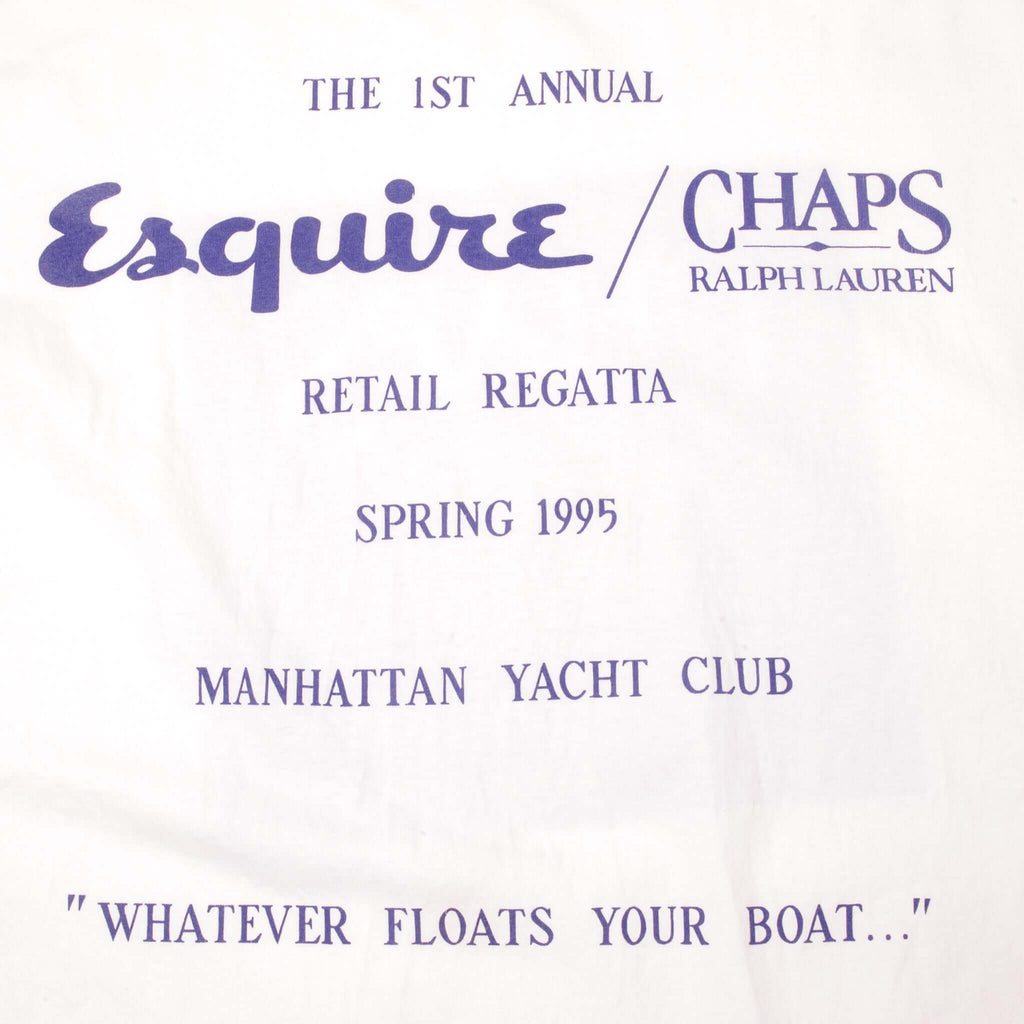 THE 1ST ANNUAL
Esquire / CHAPS
RALPH LAUREN
RETAIL REGATTA
SPRING 1995
MANHATTAN YACHT CLUB
"WHATEVER FLOATS YOUR BOAT..."